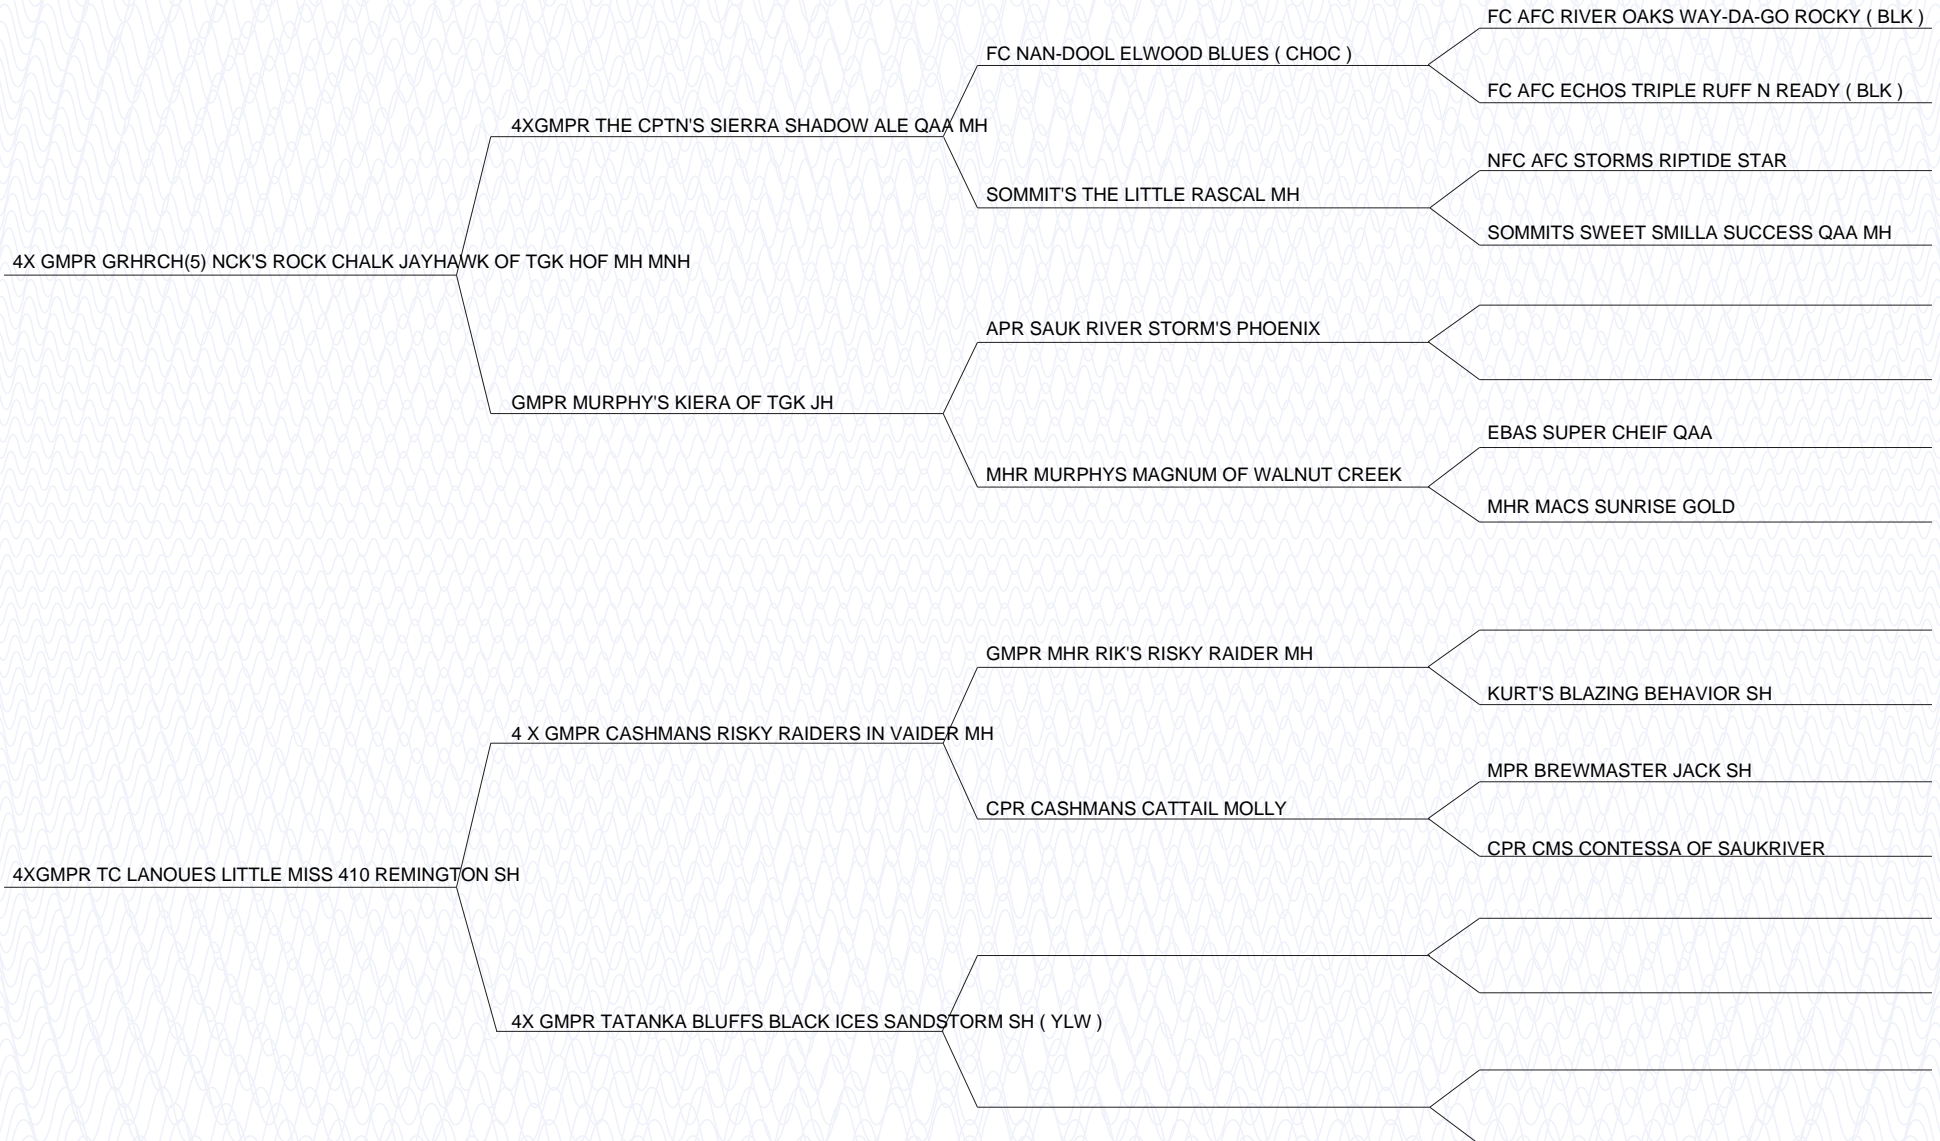 FC AFC RIVER OAKS WAY-DA-GO ROCKY ( BLK )
FC NAN-DOOL ELWOOD BLUES ( CHOC )
FC AFC ECHOS TRIPLE RUFF N READY ( BLK )
4XGMPR THE CPTN'S SIERRA SHADOW ALE QAA MH
NFC AFC STORMS RIPTIDE STAR
SOMMIT'S THE LITTLE RASCAL MH
SOMMITS SWEET SMILLA SUCCESS QAA MH
4X GMPR GRHRCH(5) NCK'S ROCK CHALK JAYHAWK OF TGK HOF MH MNH
APR SAUK RIVER STORM'S PHOENIX
GMPR MURPHY'S KIERA OF TGK JH
EBAS SUPER CHEIF QAA
MHR MURPHYS MAGNUM OF WALNUT CREEK
MHR MACS SUNRISE GOLD
GMPR MHR RIK'S RISKY RAIDER MH
KURT'S BLAZING BEHAVIOR SH
4 X GMPR CASHMANS RISKY RAIDERS IN VAIDER MH
MPR BREWMASTER JACK SH
CPR CASHMANS CATTAIL MOLLY
CPR CMS CONTESSA OF SAUKRIVER
4XGMPR TC LANOUES LITTLE MISS 410 REMINGTON SH
4X GMPR TATANKA BLUFFS BLACK ICES SANDSTORM SH ( YLW )